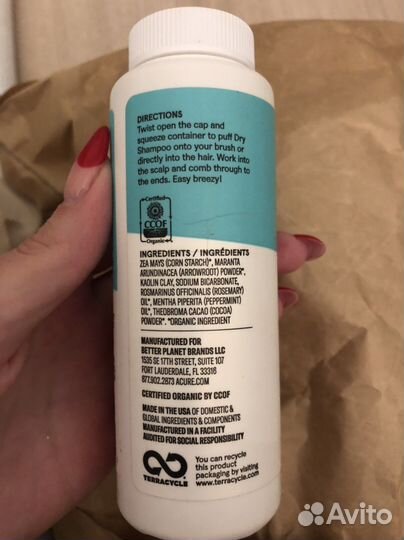 DIRECTIONS
Twist open the cap and
squeeze container to puff Dry
Shampoo onto your brush or
directly into the hair. Work into
the scalp and comb through to
the ends. Easy breezy!
Certified
CCOF
Organic
INGREDIENTS / INGRÉDIENTS
ZEA MAYS (CORN STARCH)*, MARANTA
ARUNDINACEA (ARROWROOT) POWDER*,
KAOLIN CLAY, SODIUM BICARBONATE,
ROSMARINUS OFFICINALIS (ROSEMARY)
OIL*, MENTHA PIPERITA (PEPPERMINT)
OIL*, THEOBROMA CACAO (COCOA)
POWDER*. *ORGANIC INGREDIENT
MANUFACTURED FOR
BETTER PLANET BRANDS LLC
1535 SE 17TH STREET, SUITE 107
FORT LAUDERDALE, FL 33316
877.902.2873 ACURE.COM
CERTIFIED ORGANIC BY CCOF
MADE IN THE USA OF DOMESTIC &
GLOBAL INGREDIENTS & COMPONENTS
MANUFACTURED IN A FACILITY
AUDITED FOR SOCIAL RESPONSIBILITY
TERRACYCLE
You can recycle
this product
packaging by visiting
www.terracycle.com
Avito